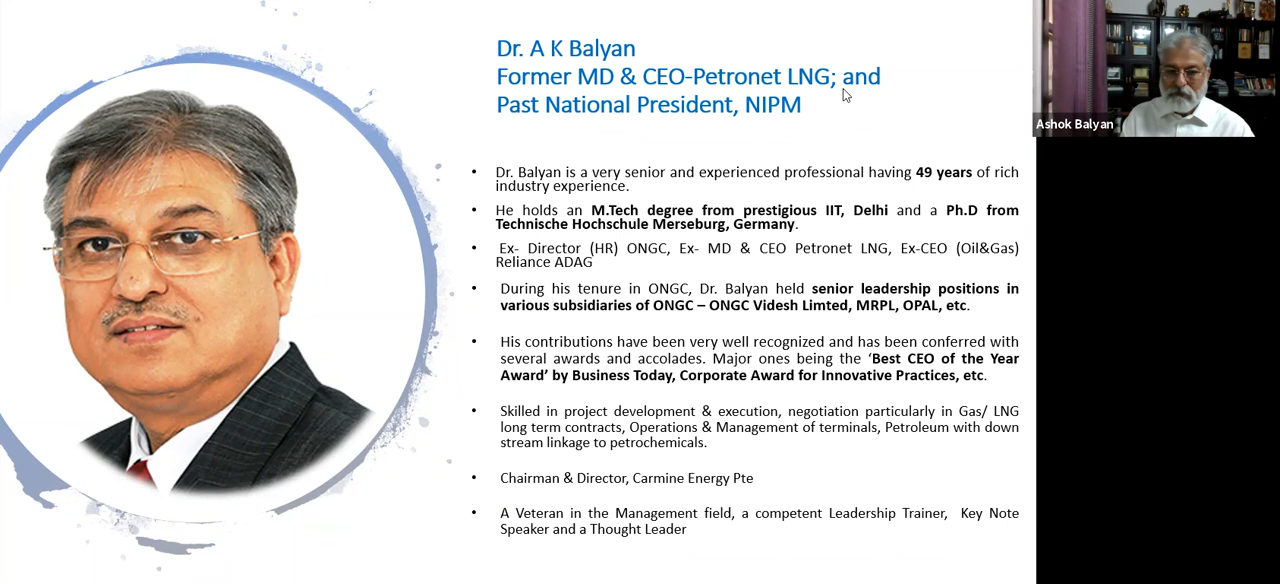 Dr. A K Balyan
Former MD & CEO-Petronet LNG; and
Past National President, NIPM
Ashok Balyan
• Dr. Balyan is a very senior and experienced professional having 49 years of rich
industry experience.
• He holds an M.Tech degree from prestigious IIT, Delhi and a Ph.D from
Technische Hochschule Merseburg, Germany.
• Ex- Director (HR) ONGC, Ex- MD & CEO Petronet LNG, Ex-CEO (Oil&Gas)
Reliance ADAG
• During his tenure in ONGC, Dr. Balyan held senior leadership positions in
various subsidiaries of ONGC – ONGC Videsh Limted, MRPL, OPAL, etc.
• His contributions have been very well recognized and has been conferred with
several awards and accolades. Major ones being the ‘Best CEO of the Year
Award’ by Business Today, Corporate Award for Innovative Practices, etc.
• Skilled in project development & execution, negotiation particularly in Gas/ LNG
long term contracts, Operations & Management of terminals, Petroleum with down
stream linkage to petrochemicals.
• Chairman & Director, Carmine Energy Pte
• A Veteran in the Management field, a competent Leadership Trainer, Key Note
Speaker and a Thought Leader